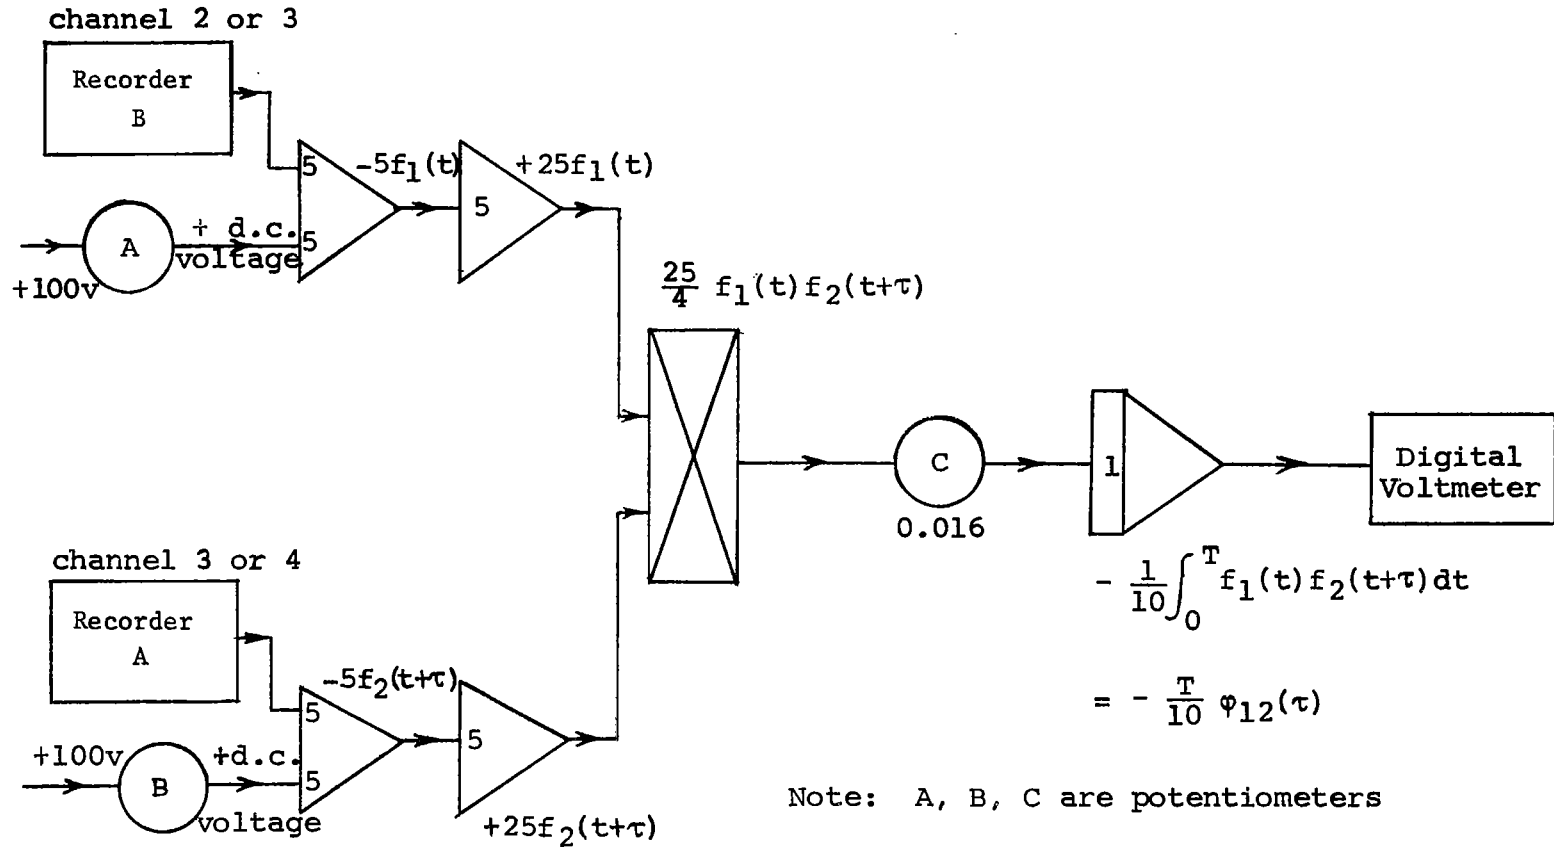 channel 2 or 3
Recorder
B
5
-5f₁(t)
+25f₁(t)
5
A
+ d.c.
voltage
5
+100v
25/4 f₁(t)f₂(t+τ)
C
0.016
1
Digital
Voltmeter
- 1/10 ∫₀ᵀ f₁(t)f₂(t+τ)dt
= - T/10 φ₁₂(τ)
channel 3 or 4
Recorder
A
-5f₂(t+τ)
5
5
+100v
B
+d.c.
voltage
5
+25f₂(t+τ)
Note: A, B, C are potentiometers